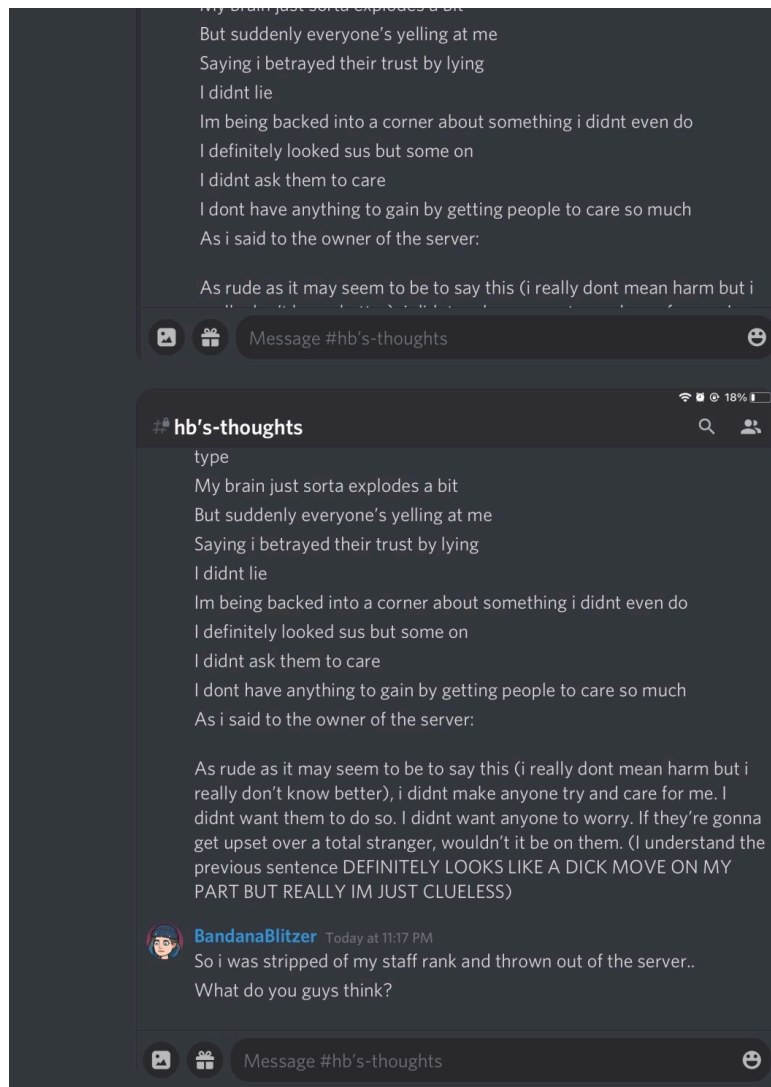 My brain just sorta explodes a bit
But suddenly everyone's yelling at me
Saying i betrayed their trust by lying
I didnt lie
Im being backed into a corner about something i didnt even do
I definitely looked sus but some on
I didnt ask them to care
I dont have anything to gain by getting people to care so much
As i said to the owner of the server:
As rude as it may seem to be to say this (i really dont mean harm but i
Message #hb's-thoughts
18%
# hb's-thoughts
type
My brain just sorta explodes a bit
But suddenly everyone's yelling at me
Saying i betrayed their trust by lying
I didnt lie
Im being backed into a corner about something i didnt even do
I definitely looked sus but some on
I didnt ask them to care
I dont have anything to gain by getting people to care so much
As i said to the owner of the server:
As rude as it may seem to be to say this (i really dont mean harm but i
really don't know better), i didnt make anyone try and care for me. I
didnt want them to do so. I didnt want anyone to worry. If they're gonna
get upset over a total stranger, wouldn't it be on them. (I understand the
previous sentence DEFINITELY LOOKS LIKE A DICK MOVE ON MY
PART BUT REALLY IM JUST CLUELESS)
BandanaBlitzer Today at 11:17 PM
So i was stripped of my staff rank and thrown out of the server..
What do you guys think?
Message #hb's-thoughts